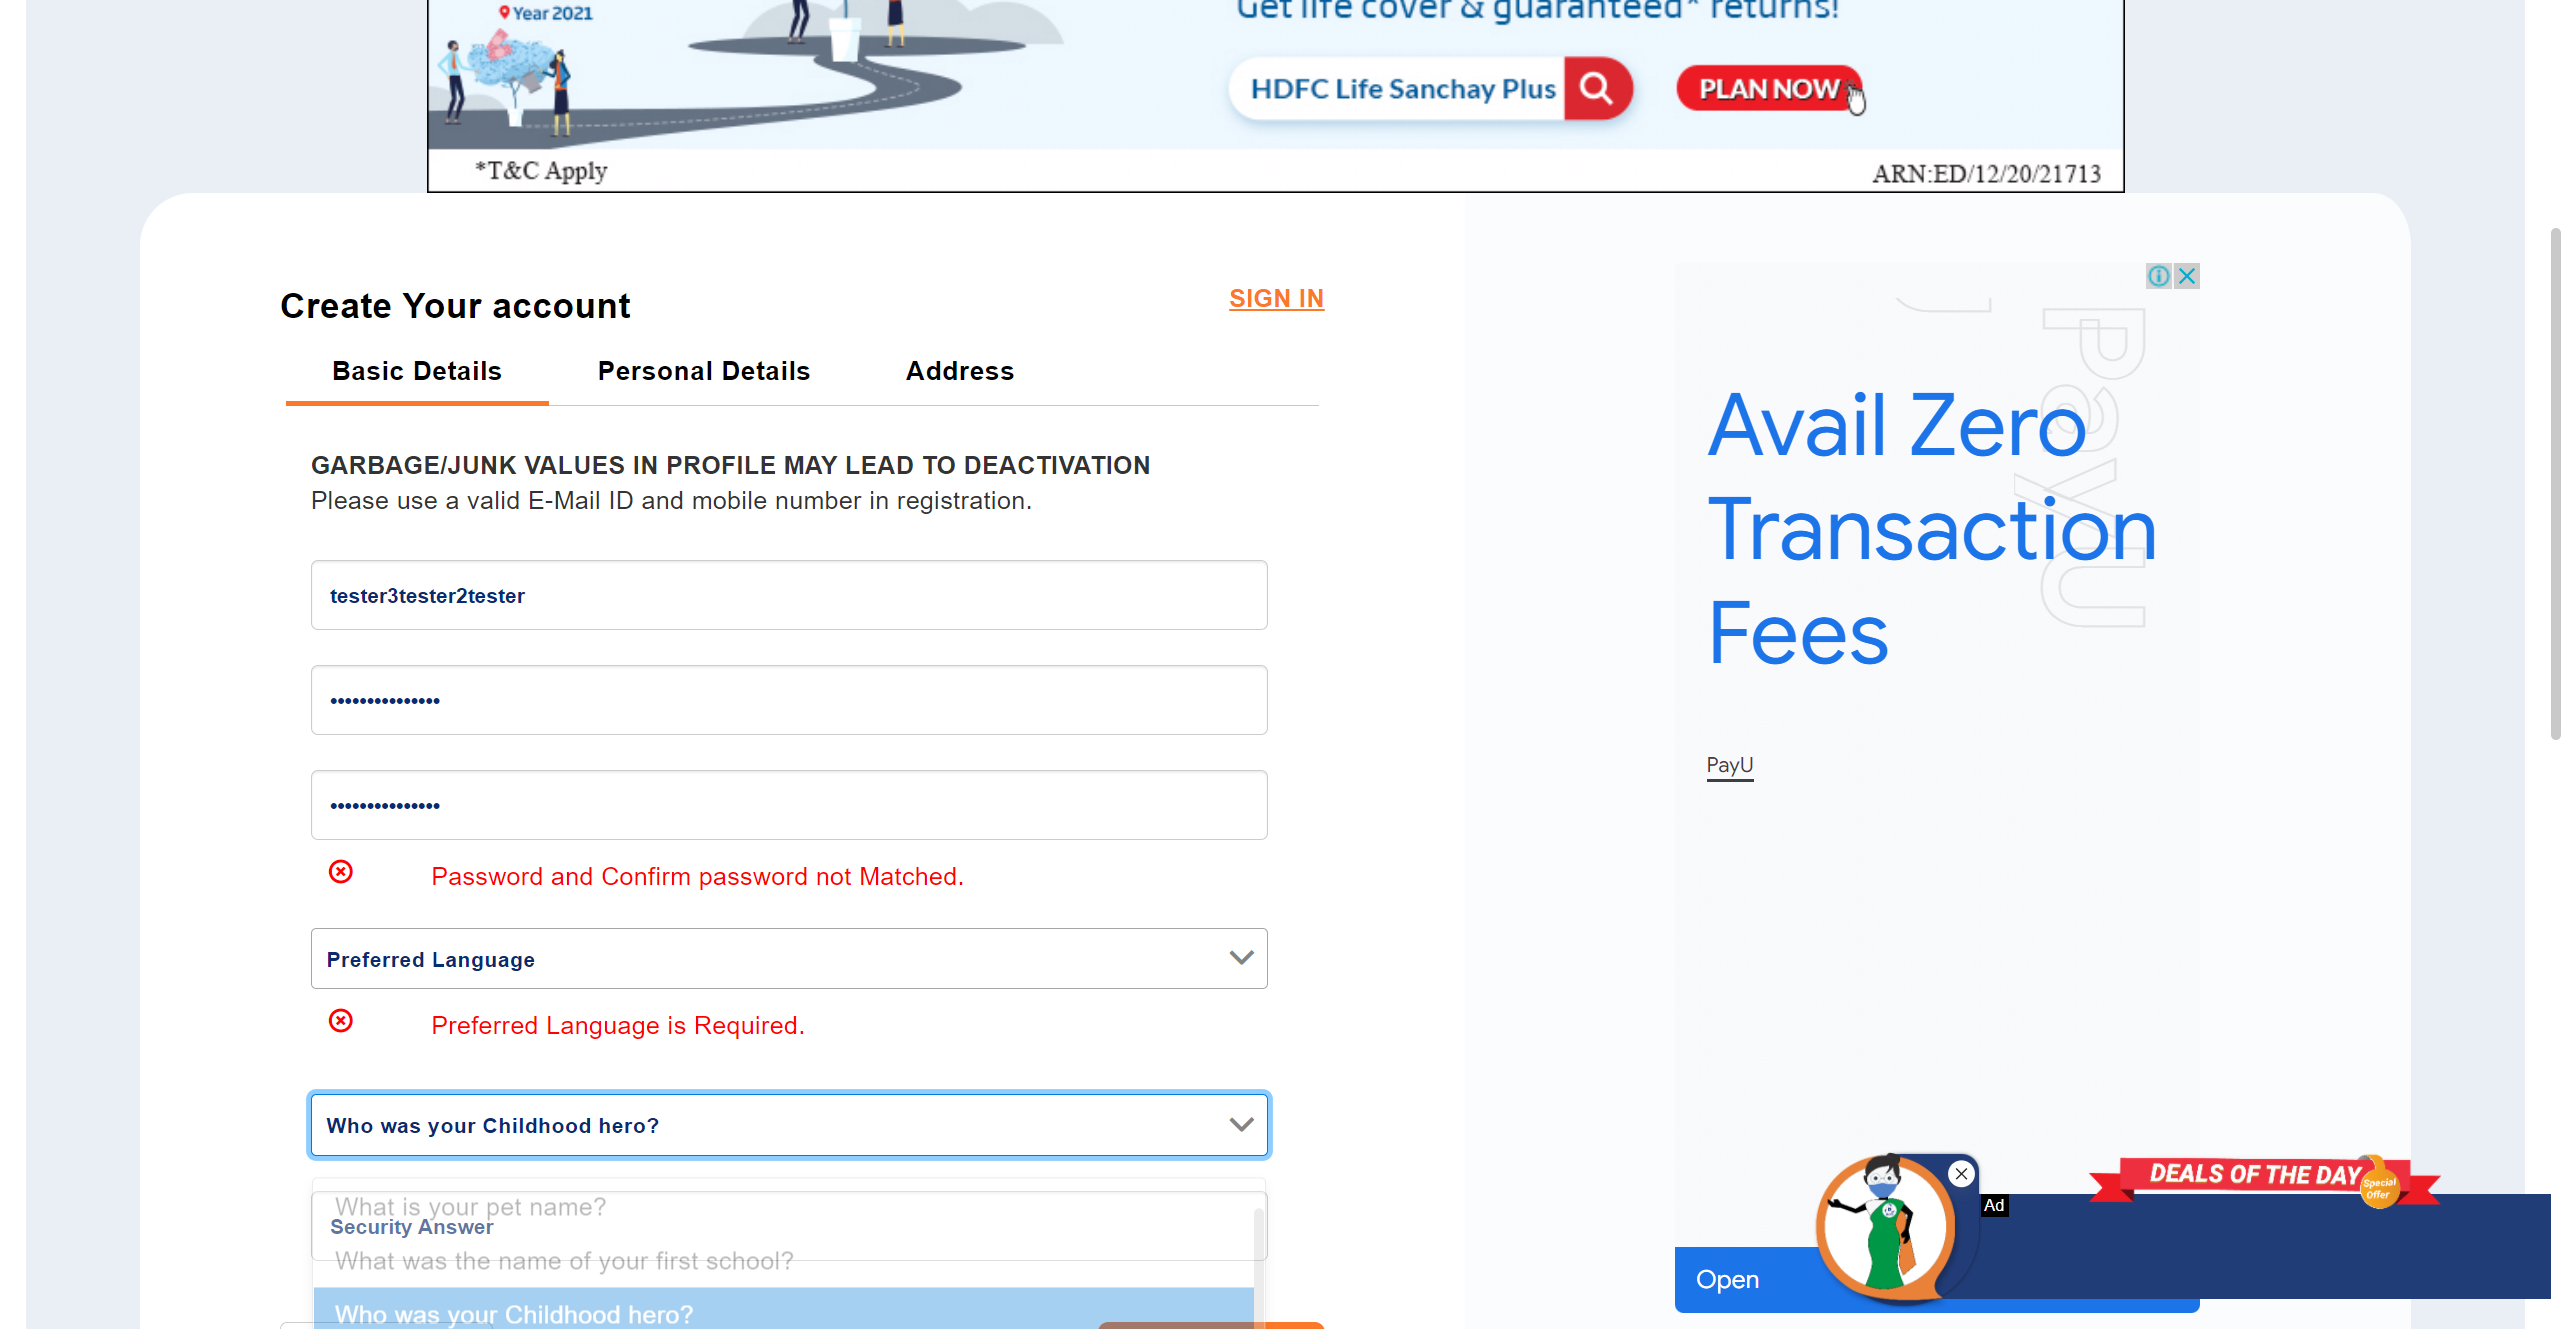 Year 2021
Get life cover & guaranteed* returns!
HDFC Life Sanchay Plus
PLAN NOW
*T&C Apply
ARN:ED/12/20/21713
Create Your account
SIGN IN
Basic Details
Personal Details
Address
GARBAGE/JUNK VALUES IN PROFILE MAY LEAD TO DEACTIVATION
Please use a valid E-Mail ID and mobile number in registration.
tester3tester2tester
•••••••••••••••
•••••••••••••••
Password and Confirm password not Matched.
Preferred Language
Preferred Language is Required.
Who was your Childhood hero?
What is your pet name?
Security Answer
What was the name of your first school?
Who was your Childhood hero?
PayU
Avail Zero
Transaction
Fees
PayU
DEALS OF THE DAY
Special
Offer
Ad
Open